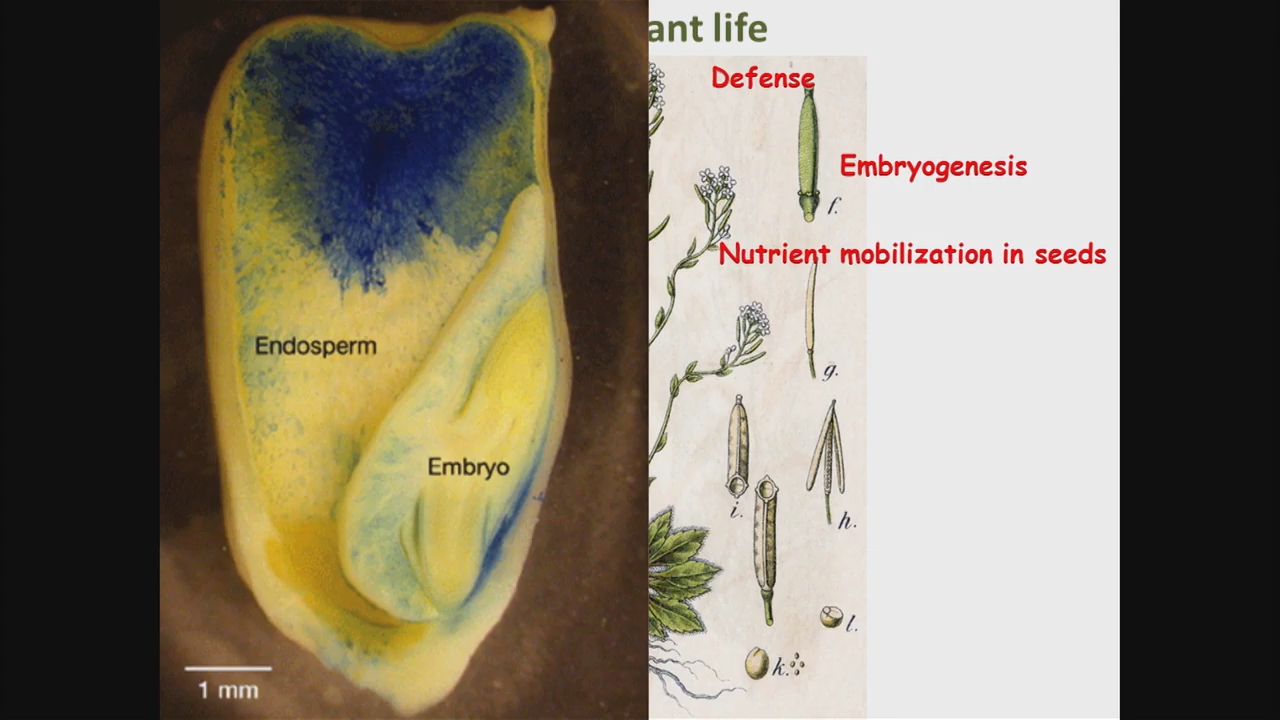 ant life
Defense
Embryogenesis
Nutrient mobilization in seeds
Endosperm
Embryo
1 mm
f.
g.
i.
h.
l.
k.